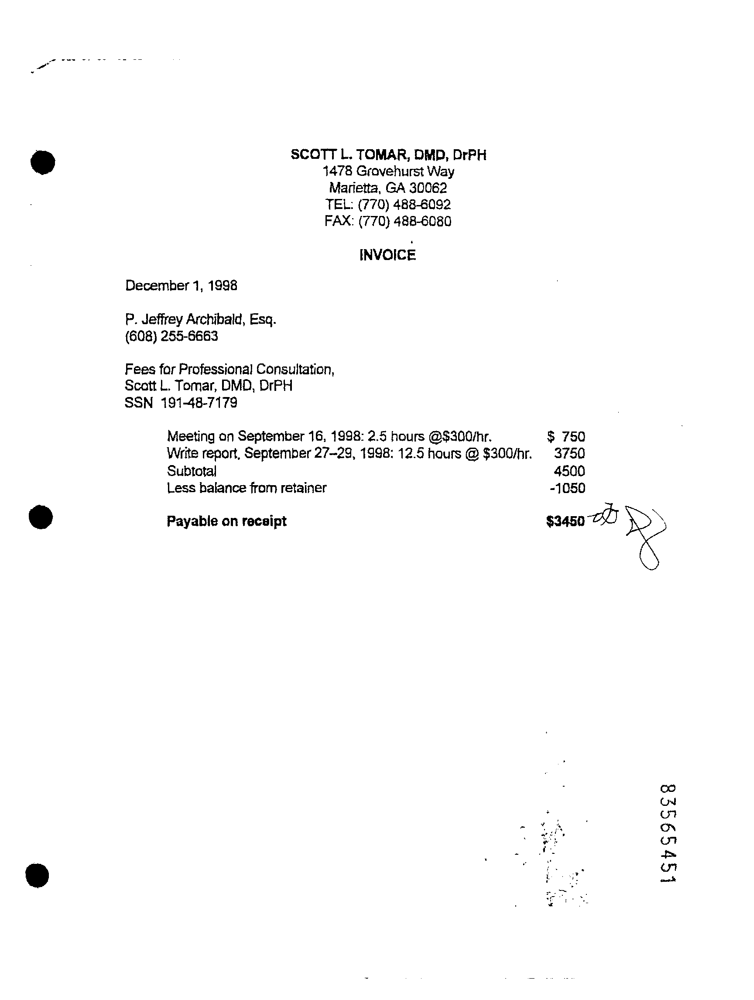 SCOTT L. TOMAR, DMD, DrPH
1478 Grovehurst Way
Marietta, GA 30062
TEL: (770) 488-6092
FAX: (770) 488-6080
INVOICE
December 1, 1998
P. Jeffrey Archibald, Esq.
(608) 255-6663
Fees for Professional Consultation,
Scott L. Tomar, DMD, DrPH
SSN 191-48-7179
Meeting on September 16, 1998: 2.5 hours @$300/hr. $ 750
Write report, September 27–29, 1998: 12.5 hours @ $300/hr. 3750
Subtotal 4500
Less balance from retainer -1050
Payable on receipt $3450
83565451